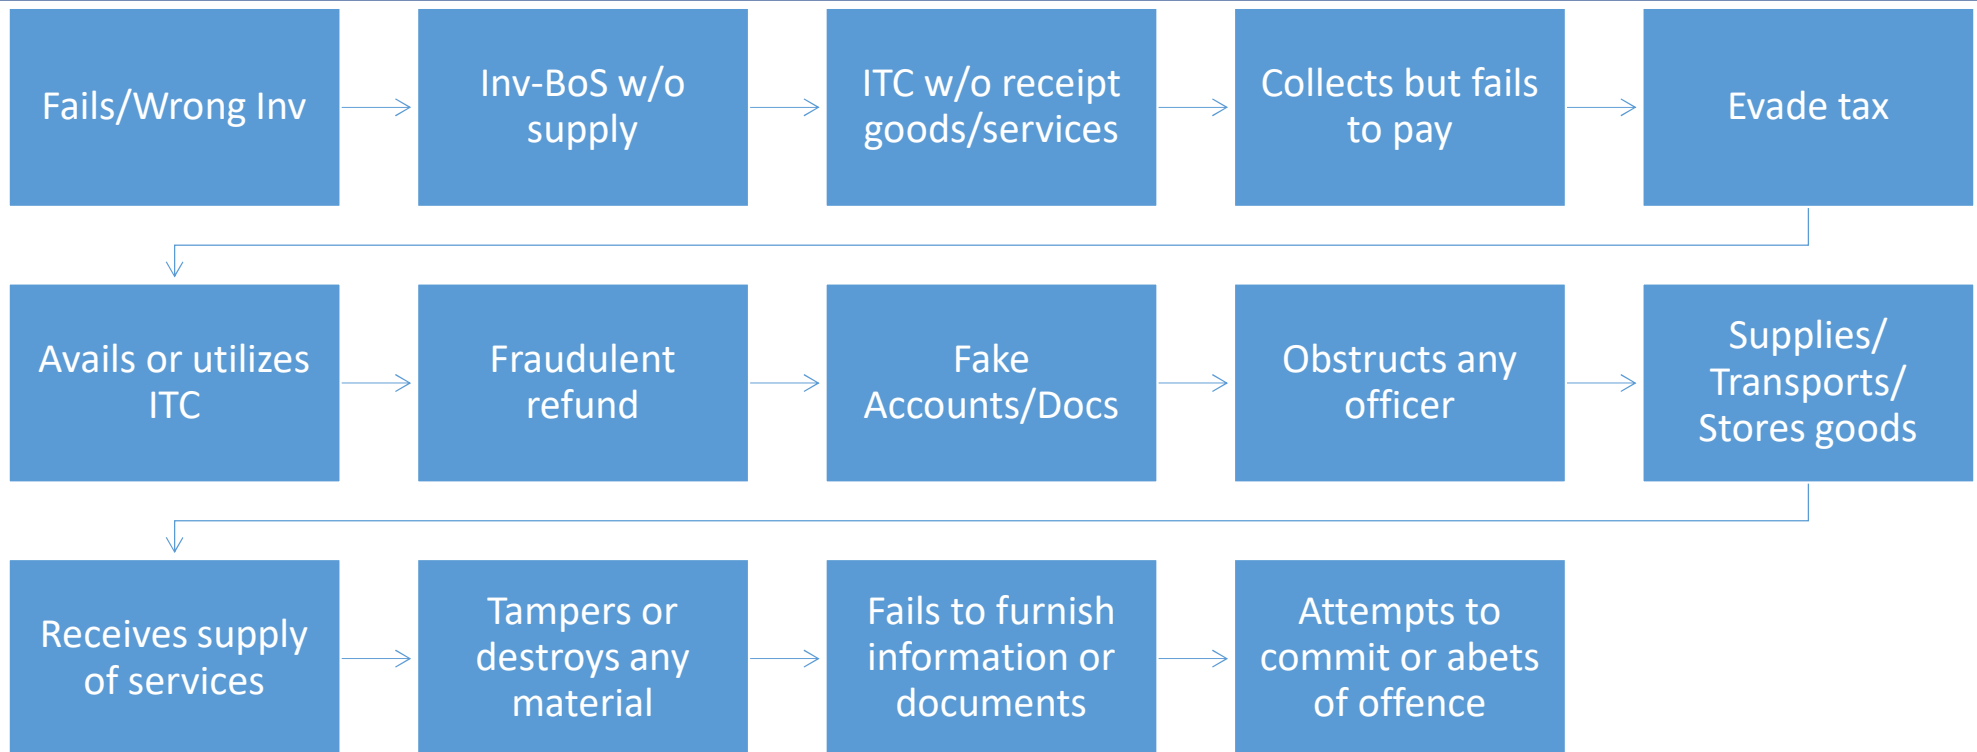 Fails/Wrong Inv
Inv-BoS w/o
supply
ITC w/o receipt
goods/services
Collects but fails
to pay
Evade tax
Avails or utilizes
ITC
Fraudulent
refund
Fake
Accounts/Docs
Obstructs any
officer
Supplies/
Transports/
Stores goods
Receives supply
of services
Tampers or
destroys any
material
Fails to furnish
information or
documents
Attempts to
commit or abets
of offence